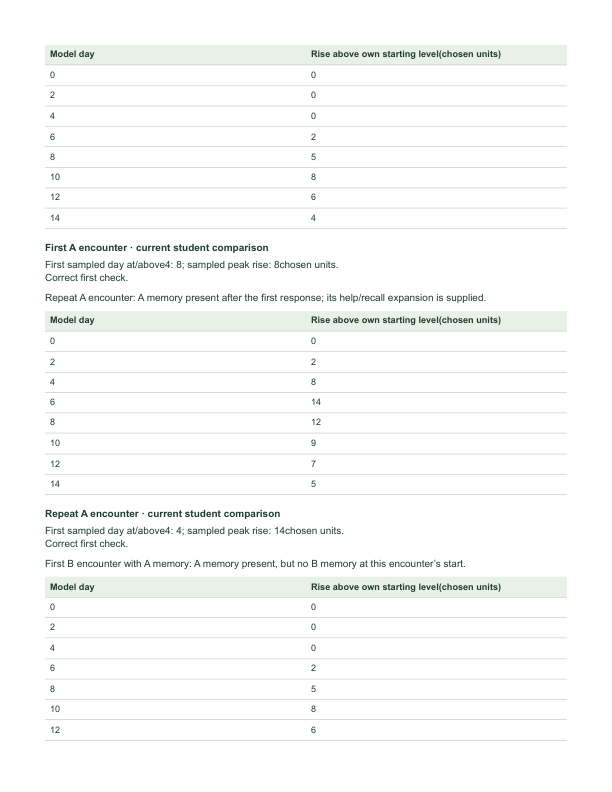 Model day Rise above own starting level(chosen units)
0 0
2 0
4 0
6 2
8 5
10 8
12 6
14 4
First A encounter · current student comparison
First sampled day at/above4: 8; sampled peak rise: 8chosen units.
Correct first check.
Repeat A encounter: A memory present after the first response; its help/recall expansion is supplied.
Model day Rise above own starting level(chosen units)
0 0
2 2
4 8
6 14
8 12
10 9
12 7
14 5
Repeat A encounter · current student comparison
First sampled day at/above4: 4; sampled peak rise: 14chosen units.
Correct first check.
First B encounter with A memory: A memory present, but no B memory at this encounter’s start.
Model day Rise above own starting level(chosen units)
0 0
2 0
4 0
6 2
8 5
10 8
12 6